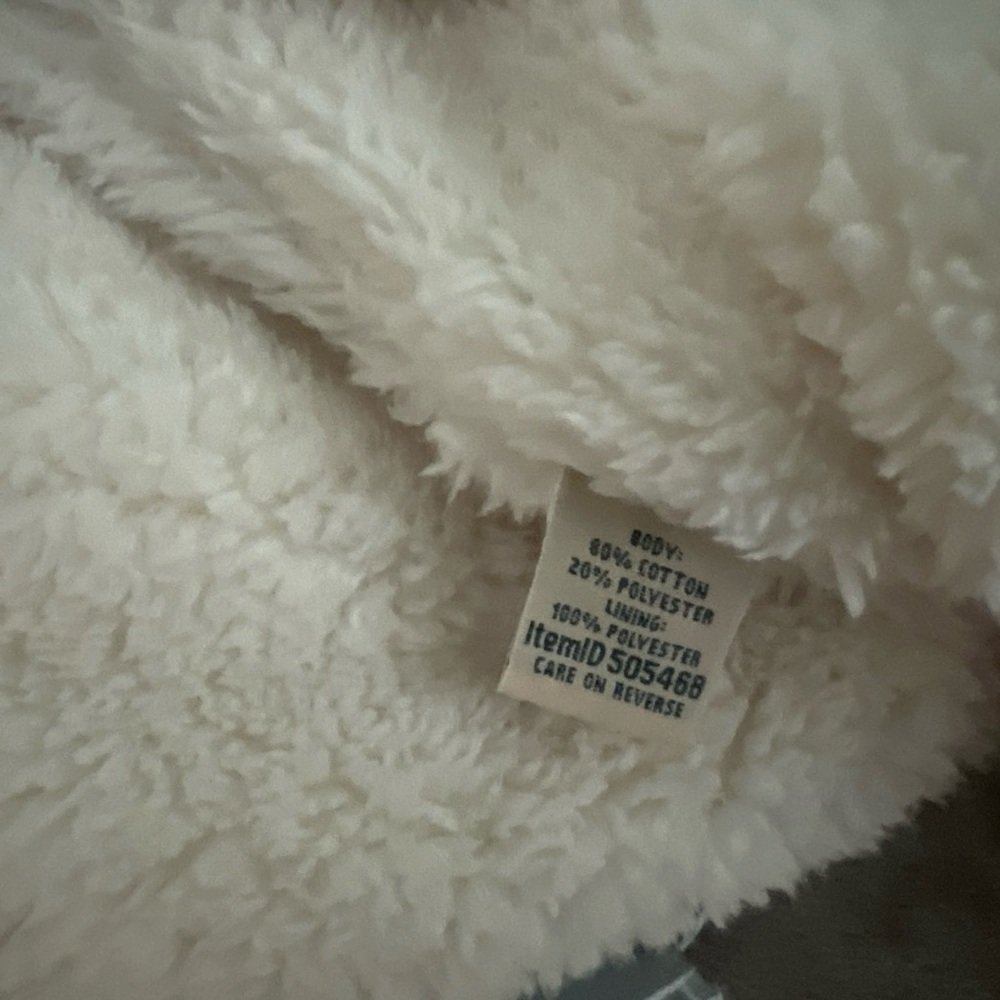 BODY:
80% COTTON
20% POLYESTER
LINING:
100% POLYESTER
ItemID 505468
CARE ON REVERSE